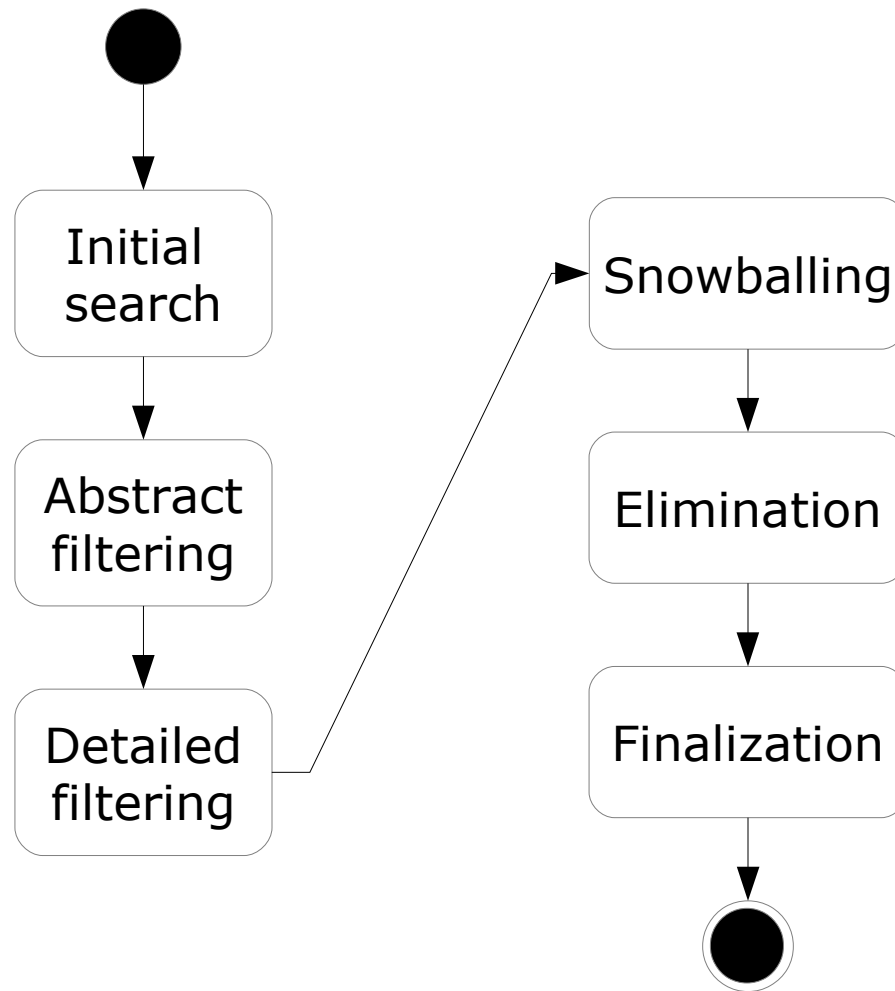 Initial
search
Abstract
filtering
Detailed
filtering
Snowballing
Elimination
Finalization